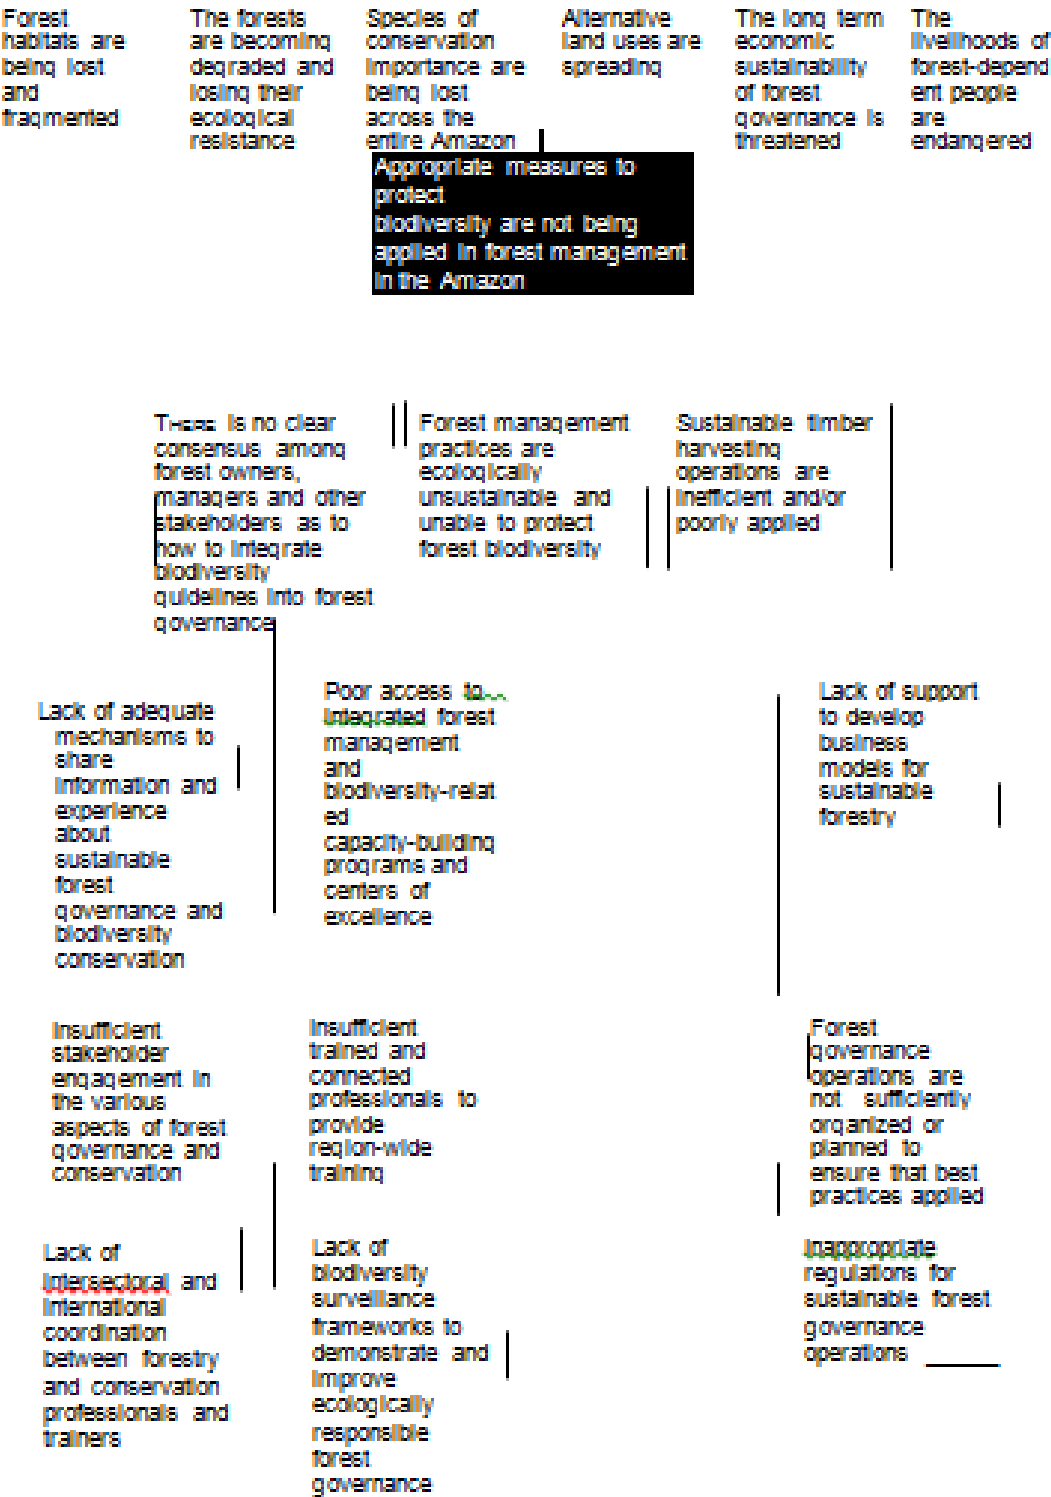 Forest
habitats are
being lost
and
fragmented
The forests
are becoming
degraded and
losing their
ecological
resistance
Species of
conservation
importance are
being lost
across the
entire Amazon
Alternative
land uses are
spreading
The long term
economic
sustainability
of forest
governance is
threatened
The
livelihoods of
forest-depend
ent people
are
endangered
Appropriate measures to
protect
biodiversity are not being
applied in forest management
in the Amazon
THERE is no clear
consensus among
forest owners,
managers and other
stakeholders as to
how to integrate
biodiversity
guidelines into forest
governance
Forest management
practices are
ecologically
unsustainable and
unable to protect
forest biodiversity
Sustainable timber
harvesting
operations are
inefficient and/or
poorly applied
Lack of adequate
mechanisms to
share
information and
experience
about
sustainable
forest
governance and
biodiversity
conservation
Poor access to
integrated forest
management
and
biodiversity-relat
ed
capacity-building
programs and
centers of
excellence
Lack of support
to develop
business
models for
sustainable
forestry
Insufficient
stakeholder
engagement in
the various
aspects of forest
governance and
conservation
Insufficient
trained and
connected
professionals to
provide
region-wide
training
Forest
governance
operations are
not sufficiently
organized or
planned to
ensure that best
practices applied
Lack of
intersectoral and
international
coordination
between forestry
and conservation
professionals and
trainers
Lack of
biodiversity
surveillance
frameworks to
demonstrate and
improve
ecologically
responsible
forest
governance
Inappropriate
regulations for
sustainable forest
governance
operations